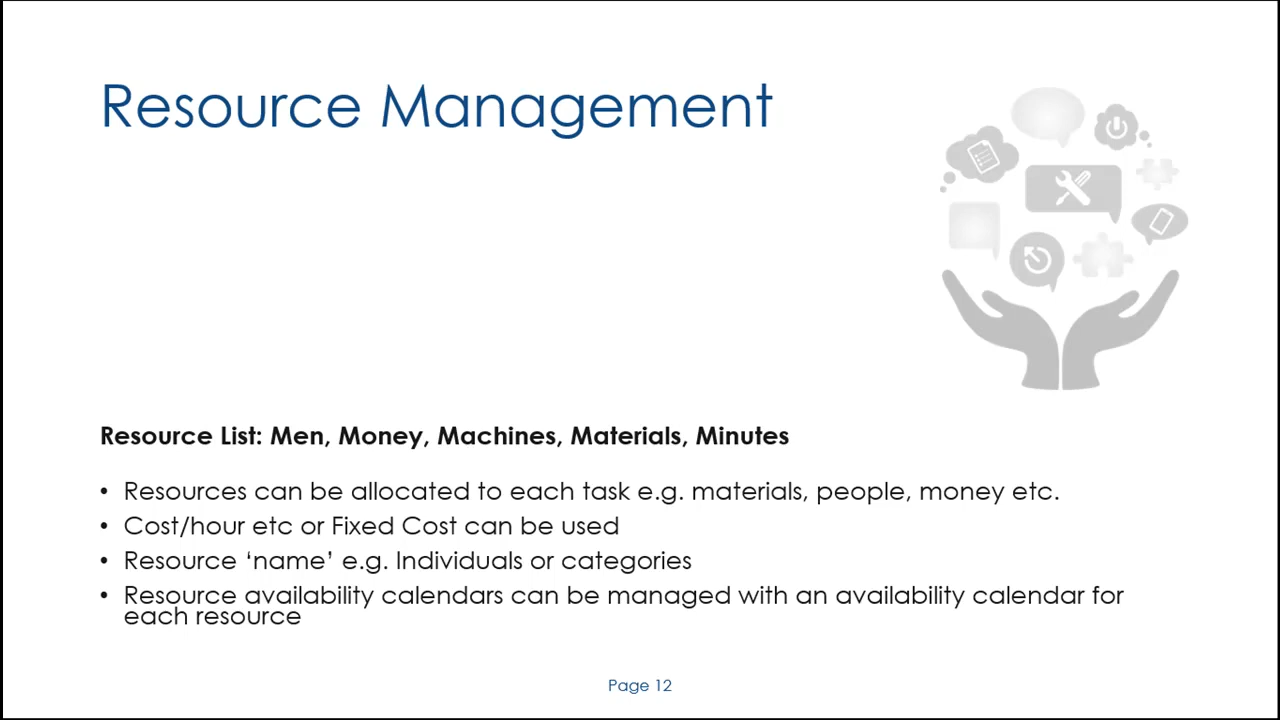 Resource Management
Resource List: Men, Money, Machines, Materials, Minutes
• Resources can be allocated to each task e.g. materials, people, money etc.
• Cost/hour etc or Fixed Cost can be used
• Resource ‘name’ e.g. Individuals or categories
• Resource availability calendars can be managed with an availability calendar for
each resource
Page 12